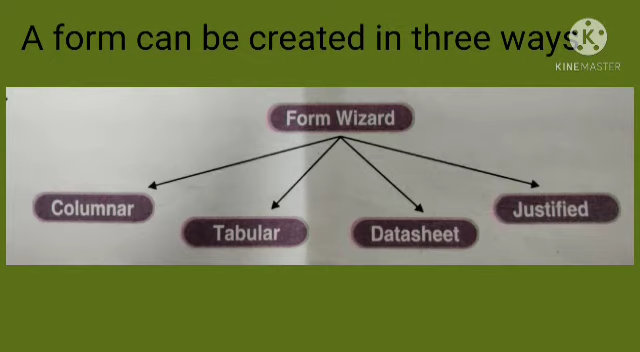 A form can be created in three ways
K
KINEMASTER
Form Wizard
Columnar
Justified
Tabular
Datasheet